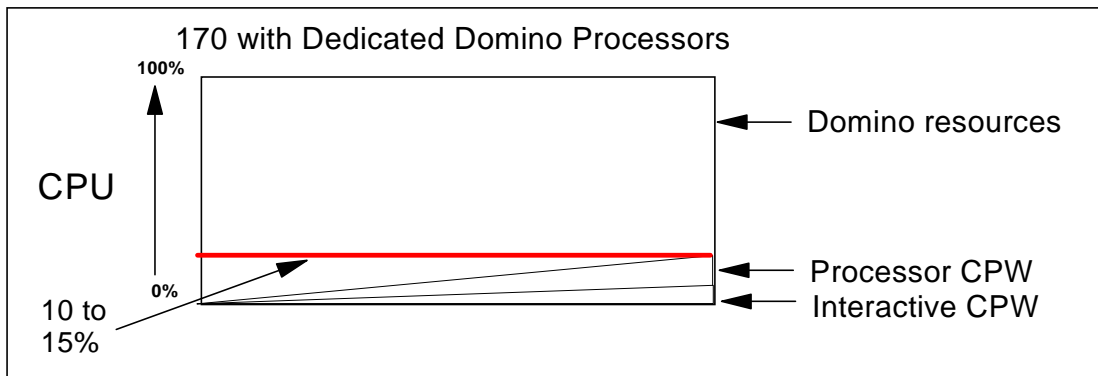 170 with Dedicated Domino Processors
100%
Domino resources
CPU
Processor CPW
0%
Interactive CPW
10 to
15%